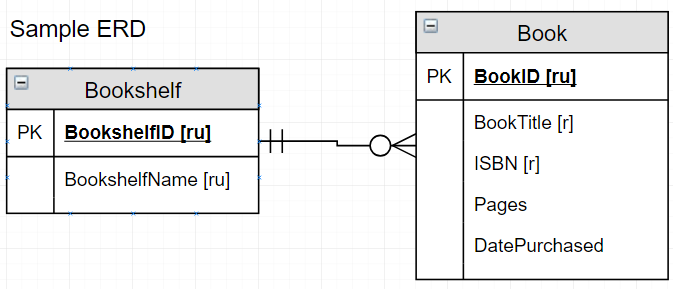 Sample ERD
Bookshelf
PK BookshelfID [ru]
BookshelfName [ru]
Book
PK BookID [ru]
BookTitle [r]
ISBN [r]
Pages
DatePurchased